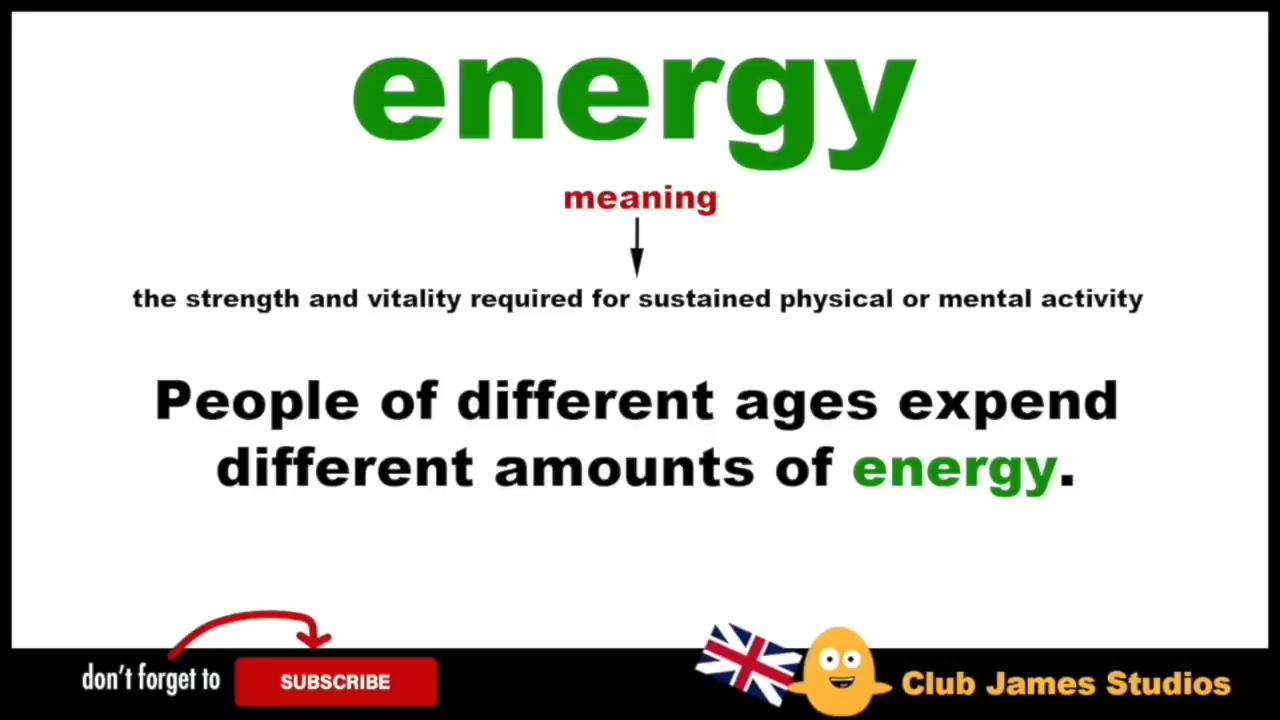 energy
meaning
the strength and vitality required for sustained physical or mental activity
People of different ages expend
different amounts of energy.
don't forget to
SUBSCRIBE
Club James Studios